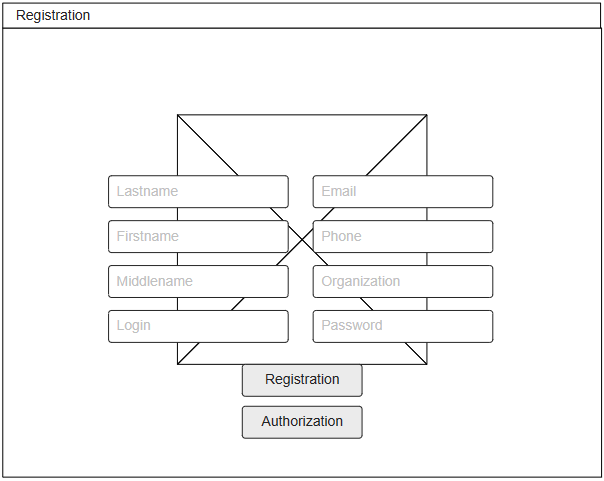 Registration
Lastname
Email
Firstname
Phone
Middlename
Organization
Login
Password
Registration
Authorization